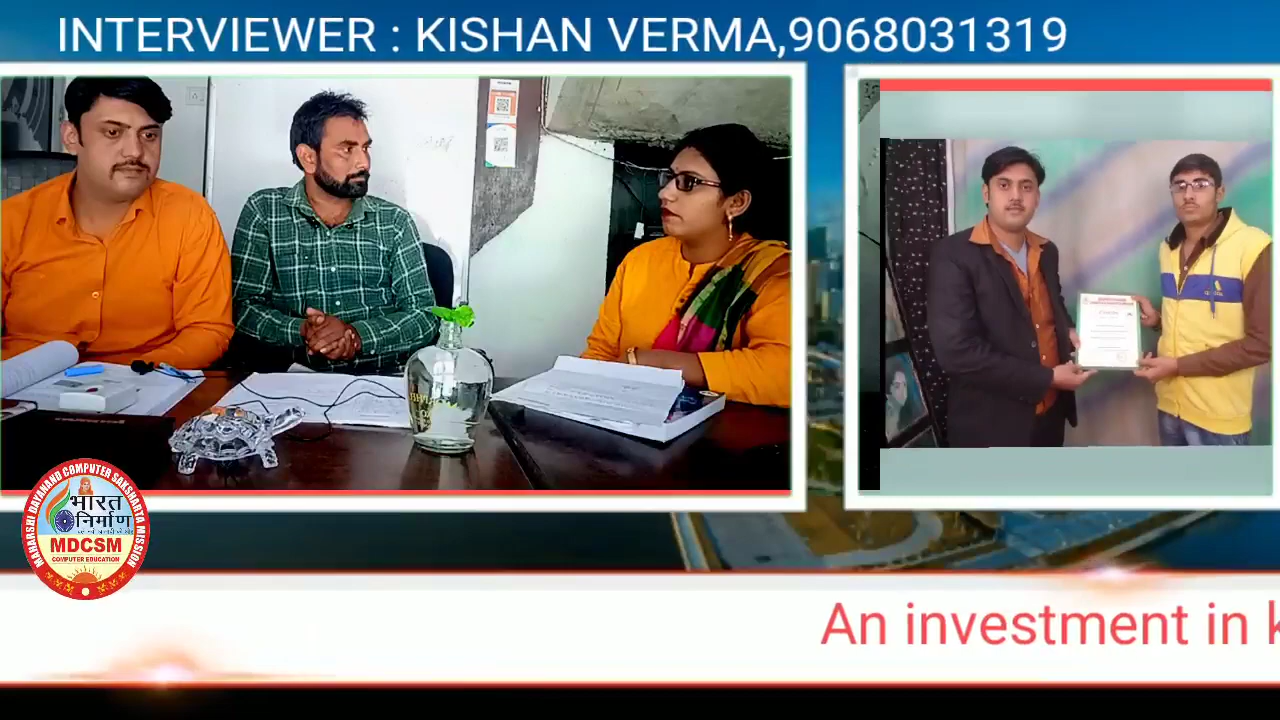 INTERVIEWER : KISHAN VERMA,9068031319
MAHARSHI DAYANAND COMPUTER SAKSHARTA MISSION
भारत
निर्माण
MDCSM
COMPUTER EDUCATION
An investment in k